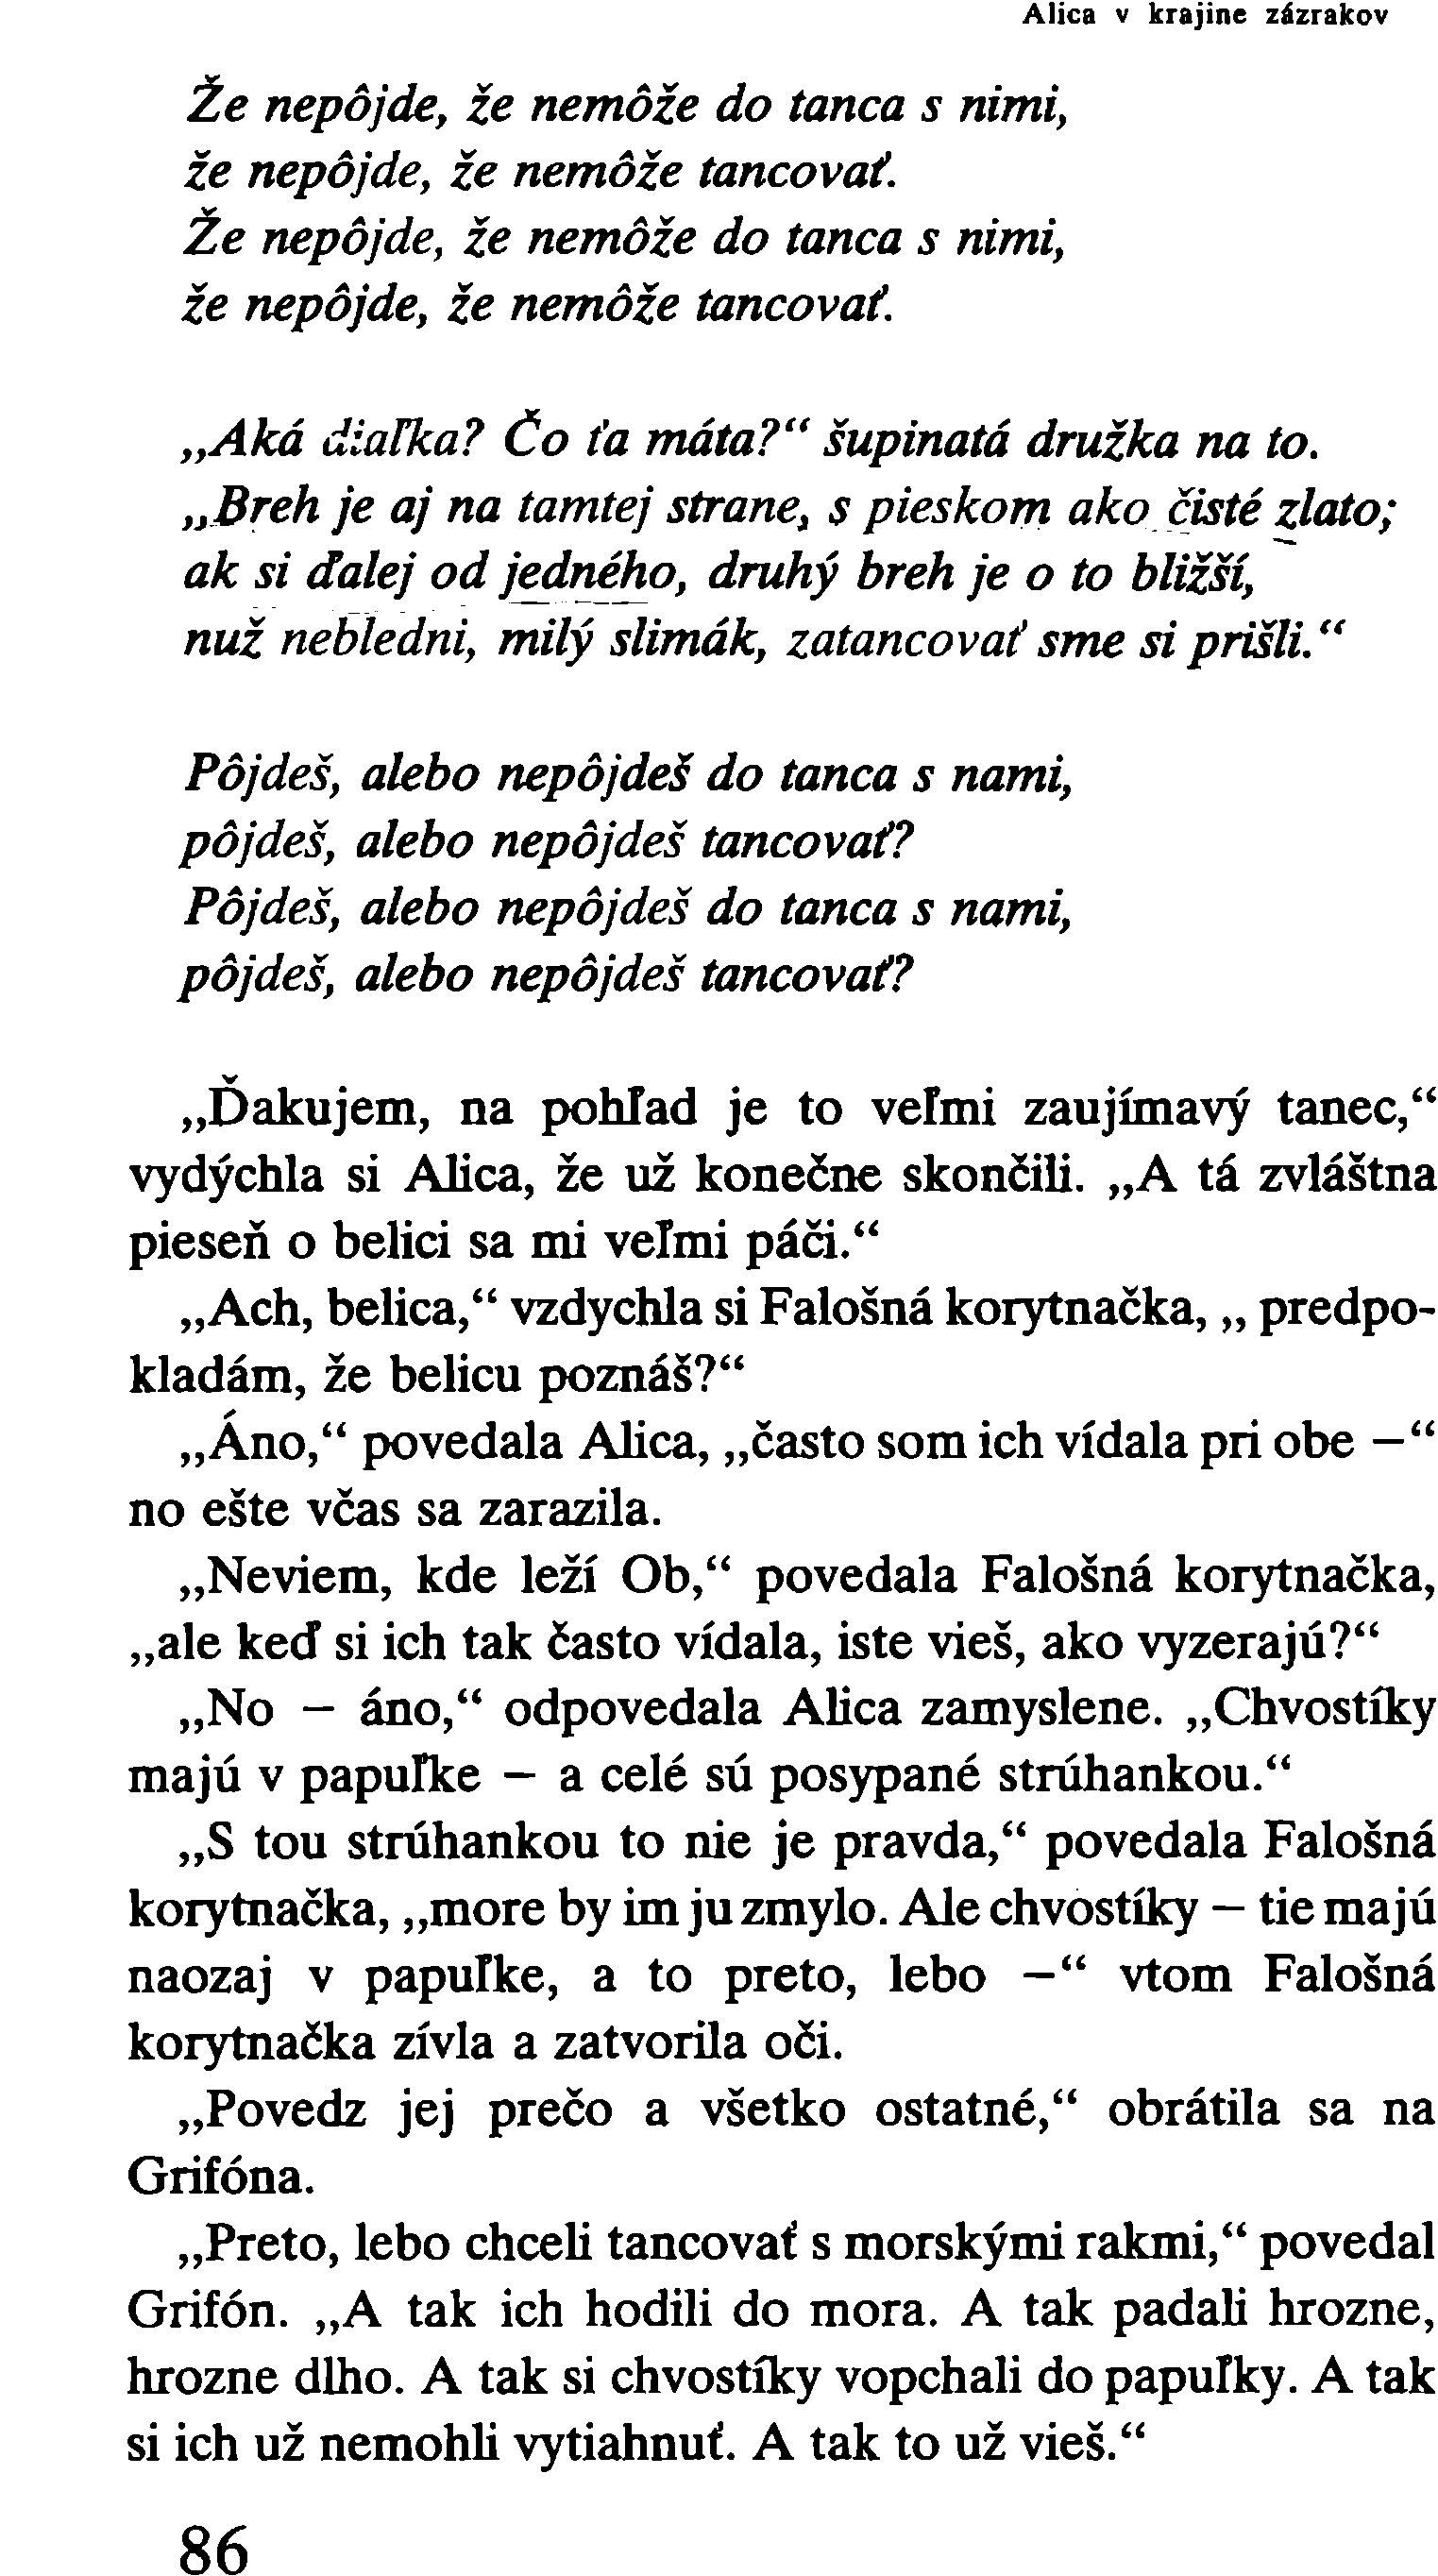 Alica v krajine zázrakov
Že nepôjde, že nemôže do tanca s nimi,
že nepôjde, že nemôže tancovať.
Že nepôjde, že nemôže do tanca s nimi,
že nepôjde, že nemôže tancovať.
„Aká diaľka? Čo ťa máta?“ šupinatá družka na to.
„Breh je aj na tamtej strane, s pieskom ako čisté zlato;
ak si ďalej od jedného, druhý breh je o to bližší,
nuž nebledni, milý slimák, zatancovať sme si prišli.“
Pôjdeš, alebo nepôjdeš do tanca s nami,
pôjdeš, alebo nepôjdeš tancovať?
Pôjdeš, alebo nepôjdeš do tanca s nami,
pôjdeš, alebo nepôjdeš tancovať?
„Ďakujem, na pohľad je to veľmi zaujímavý tanec,“
vydýchla si Alica, že už konečne skončili. „A tá zvláštna
pieseň o belici sa mi veľmi páči.“
„Ach, belica,“ vzdychla si Falošná korytnačka, „ predpo-
kladám, že belicu poznáš?“
„Áno,“ povedala Alica, „často som ich vídala pri obe —“
no ešte včas sa zarazila.
„Neviem, kde leží Ob,“ povedala Falošná korytnačka,
„ale keď si ich tak často vídala, iste vieš, ako vyzerajú?“
„No — áno,“ odpovedala Alica zamyslene. „Chvostíky
majú v papuľke — a celé sú posypané strúhankou.“
„S tou strúhankou to nie je pravda,“ povedala Falošná
korytnačka, „more by im ju zmylo. Ale chvostíky — tie majú
naozaj v papuľke, a to preto, lebo —“ vtom Falošná
korytnačka zívla a zatvorila oči.
„Povedz jej prečo a všetko ostatné,“ obrátila sa na
Grifóna.
„Preto, lebo chceli tancovať s morskými rakmi,“ povedal
Grifón. „A tak ich hodili do mora. A tak padali hrozne,
hrozne dlho. A tak si chvostíky vopchali do papuľky. A tak
si ich už nemohli vytiahnuť. A tak to už vieš.“
86